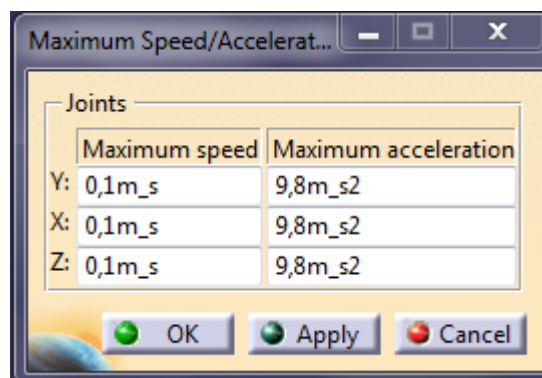 Maximum Speed/Accelerat...
Joints
Maximum speed Maximum acceleration
Y: 0,1m_s 9,8m_s2
X: 0,1m_s 9,8m_s2
Z: 0,1m_s 9,8m_s2
OK Apply Cancel